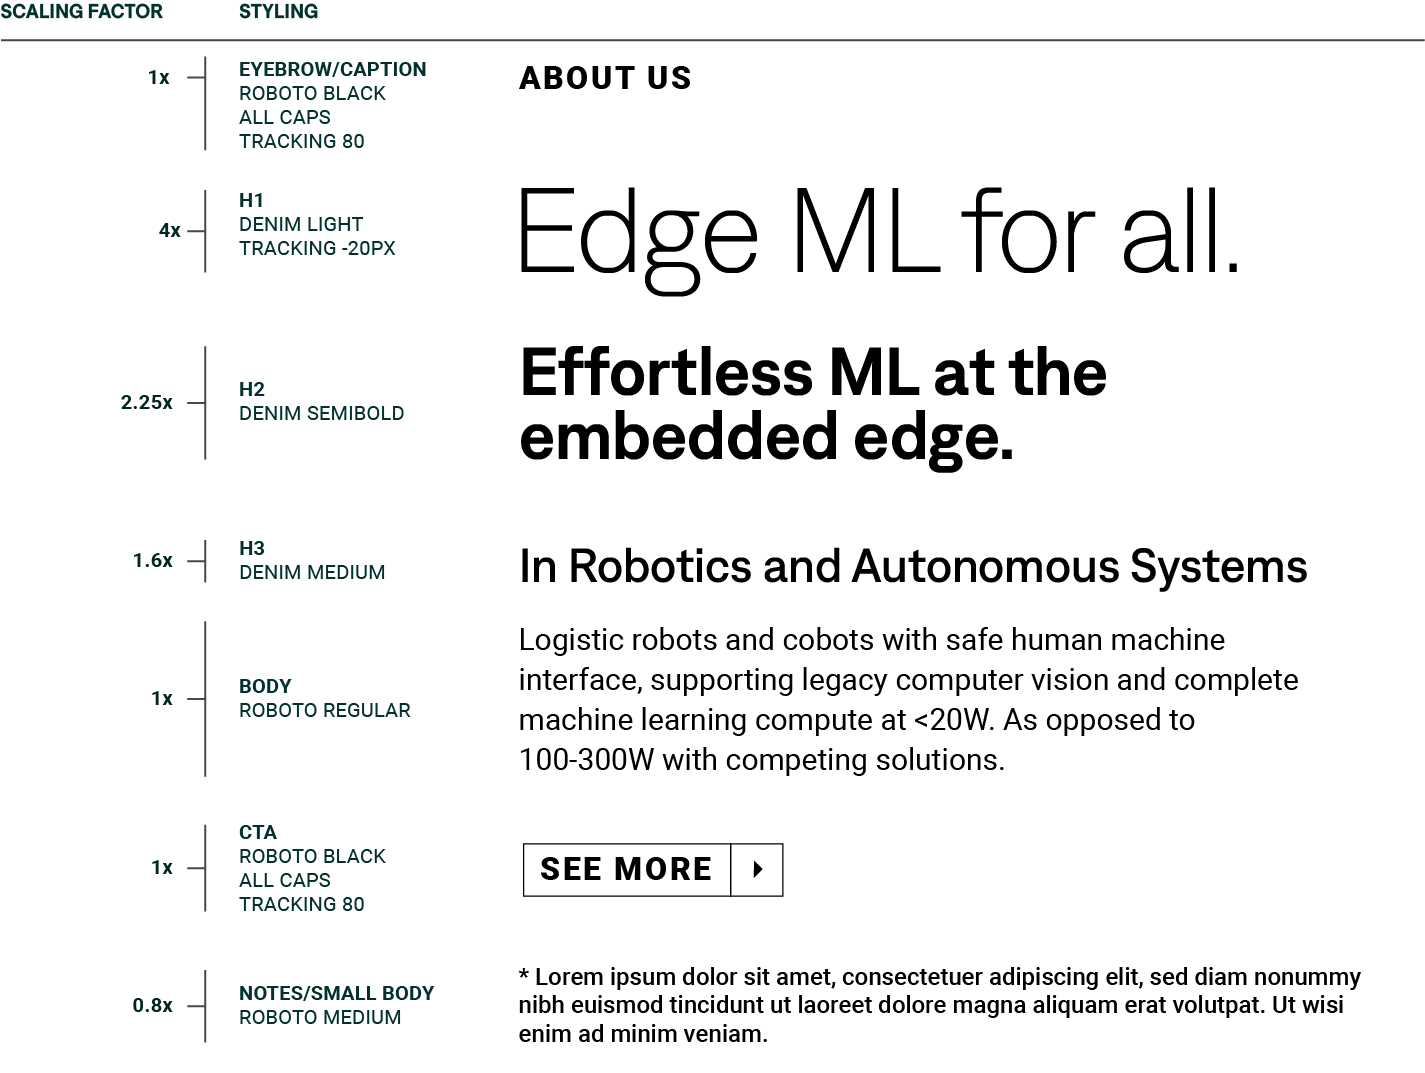 SCALING FACTOR STYLING
1x
EYEBROW/CAPTION
ROBOTO BLACK
ALL CAPS
TRACKING 80
ABOUT US
4x
H1
DENIM LIGHT
TRACKING -20PX
Edge ML for all.
2.25x
H2
DENIM SEMIBOLD
Effortless ML at the
embedded edge.
1.6x
H3
DENIM MEDIUM
In Robotics and Autonomous Systems
1x
BODY
ROBOTO REGULAR
Logistic robots and cobots with safe human machine
interface, supporting legacy computer vision and complete
machine learning compute at <20W. As opposed to
100-300W with competing solutions.
1x
CTA
ROBOTO BLACK
ALL CAPS
TRACKING 80
SEE MORE
0.8x
NOTES/SMALL BODY
ROBOTO MEDIUM
* Lorem ipsum dolor sit amet, consectetuer adipiscing elit, sed diam nonummy
nibh euismod tincidunt ut laoreet dolore magna aliquam erat volutpat. Ut wisi
enim ad minim veniam.